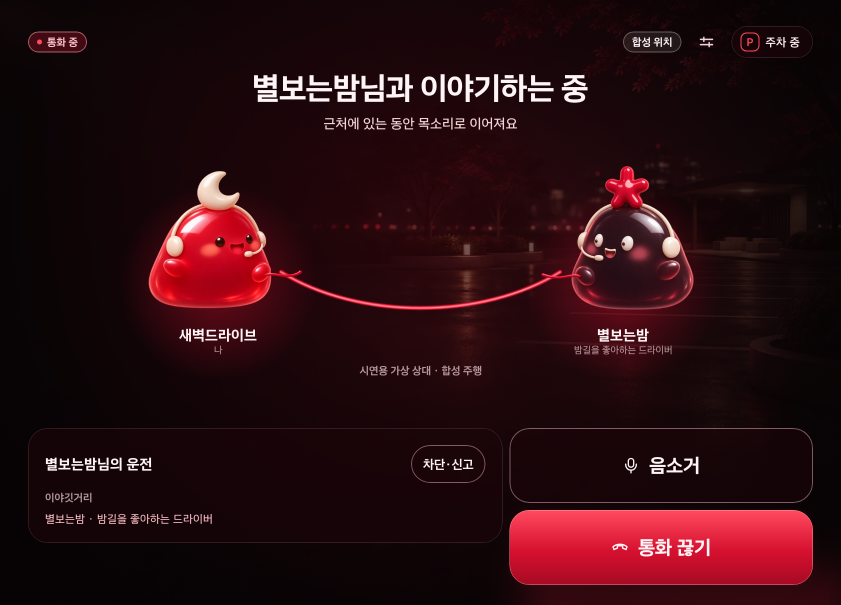 통화 중
합성 위치
P 주차 중
별보는밤님과 이야기하는 중
근처에 있는 동안 목소리로 이어져요
새벽드라이브
나
별보는밤
밤길을 좋아하는 드라이버
시연용 가상 상대 · 합성 주행
별보는밤님의 운전
차단·신고
이야깃거리
별보는밤 · 밤길을 좋아하는 드라이버
음소거
통화 끊기